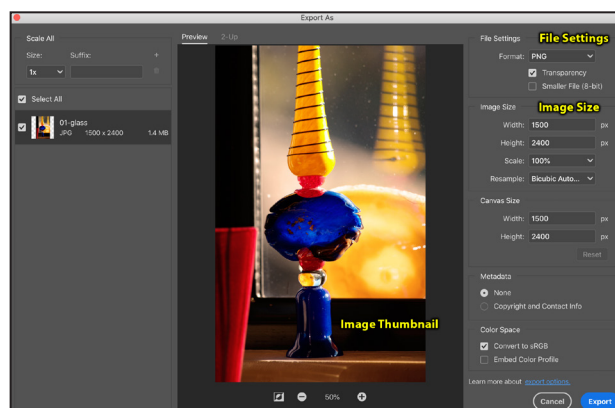 Export As
Scale All
Size: Suffix: +
1x
Select All
01-glass
JPG 1500 x 2400 1.4 MB
Preview 2-Up
Image Thumbnail
50%
File Settings File Settings
Format: PNG
Transparency
Smaller File (8-bit)
Image Size Image Size
Width: 1500 px
Height: 2400 px
Scale: 100%
Resample: Bicubic Auto...
Canvas Size
Width: 1500 px
Height: 2400 px
Reset
Metadata
None
Copyright and Contact Info
Color Space
Convert to sRGB
Embed Color Profile
Learn more about export options.
Cancel Export